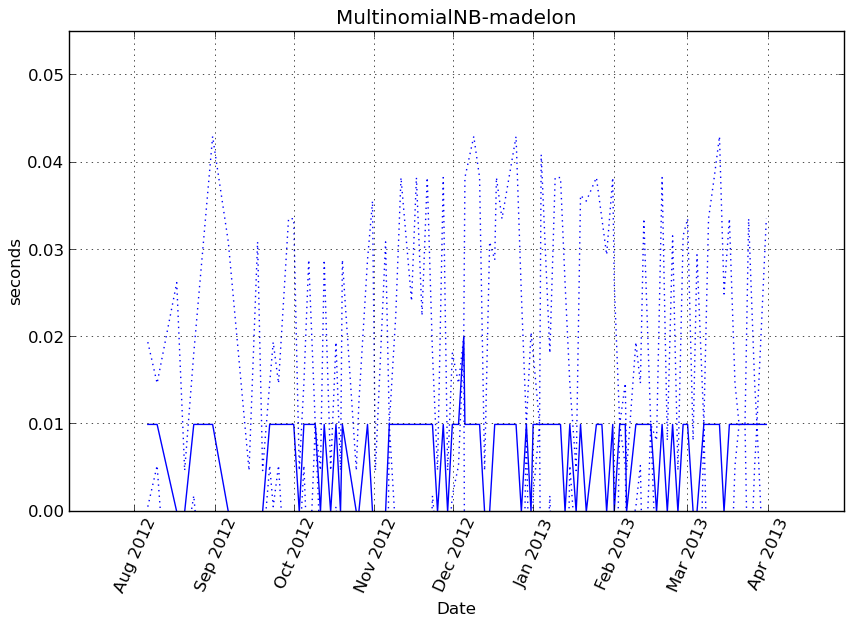 MultinomialNB-madelon
0.05
0.04
0.03
0.02
0.01
0.00
seconds
Aug 2012
Sep 2012
Oct 2012
Nov 2012
Dec 2012
Jan 2013
Feb 2013
Mar 2013
Apr 2013
Date